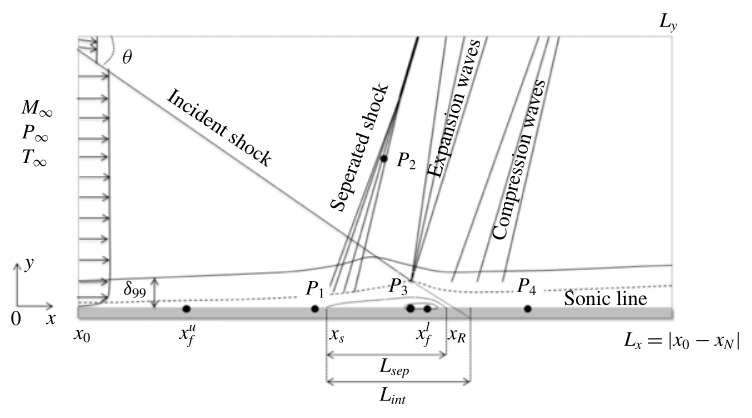 L_y
θ
M_∞
P_∞
T_∞
Incident shock
Seperated shock
Expansion waves
Compression waves
P_2
y
0
x
δ_99
P_1
P_3
P_4
Sonic line
x_0
x_f^u
x_s
x_f^l
x_R
L_x = |x_0 − x_N|
L_sep
L_int